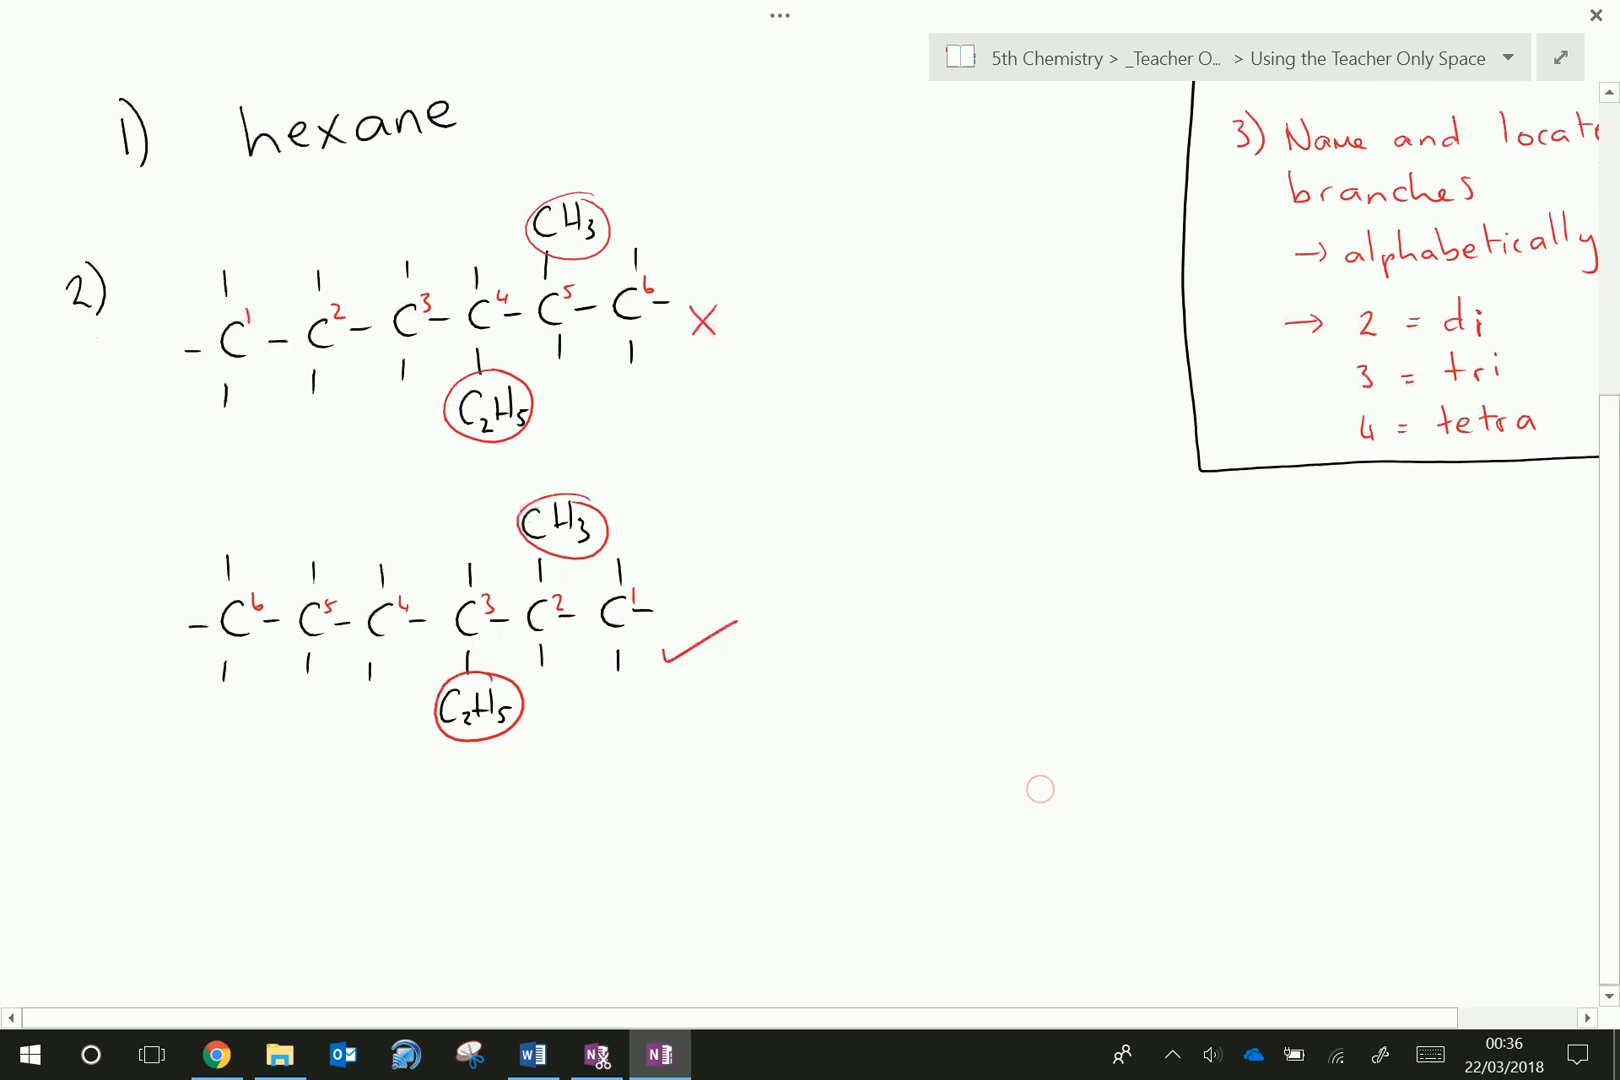 5th Chemistry > _Teacher O... > Using the Teacher Only Space
1) hexane
3) Name and locate
branches
→ alphabetically
→ 2 = di
3 = tri
4 = tetra
2)
CH3
- C1 - C2 - C3 - C4 - C5 - C6 - X
C2H5
CH3
- C6 - C5 - C4 - C3 - C2 - C1 - ✓
C2H5
00:36
22/03/2018